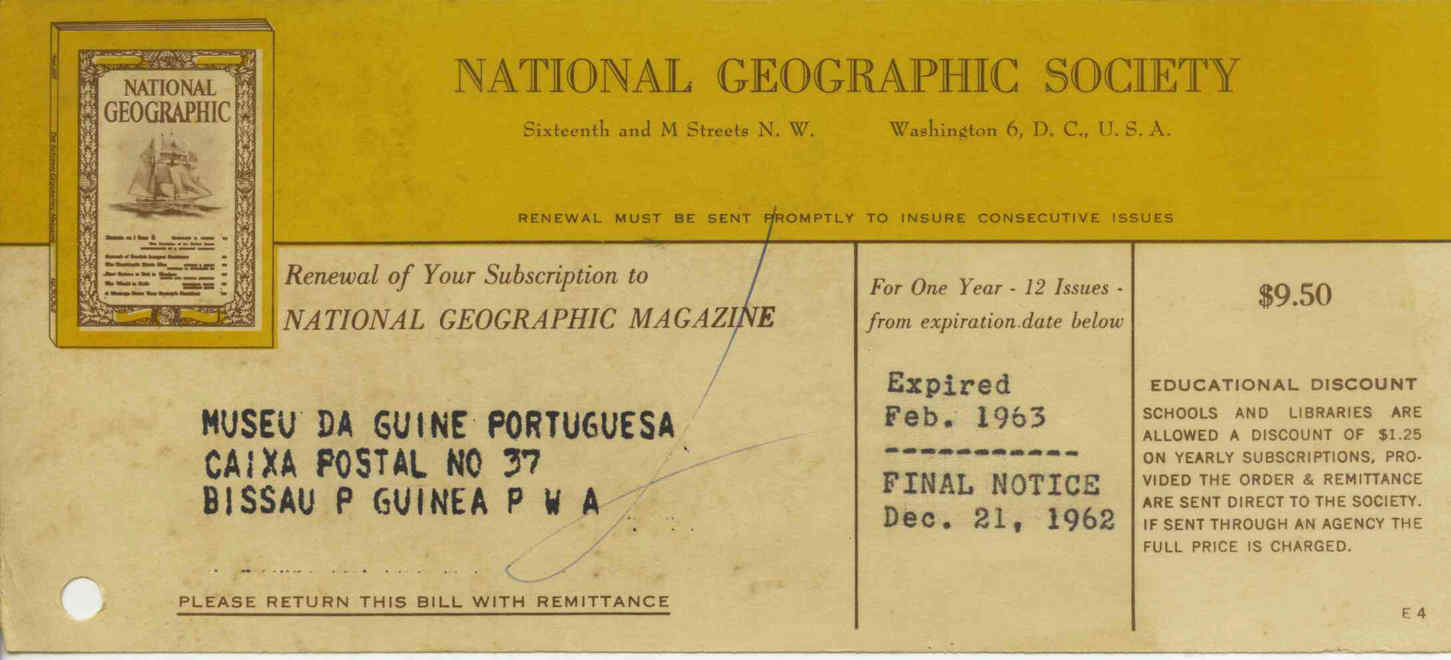 NATIONAL
GEOGRAPHIC
NATIONAL GEOGRAPHIC SOCIETY
Sixteenth and M Streets N. W. Washington 6, D. C., U. S. A.
RENEWAL MUST BE SENT PROMPTLY TO INSURE CONSECUTIVE ISSUES
Renewal of Your Subscription to
NATIONAL GEOGRAPHIC MAGAZINE
MUSEU DA GUINE PORTUGUESA
CAIXA POSTAL NO 37
BISSAU P GUINEA P W A
PLEASE RETURN THIS BILL WITH REMITTANCE
For One Year - 12 Issues -
from expiration date below
Expired
Feb. 1963
-----------
FINAL NOTICE
Dec. 21, 1962
$9.50
EDUCATIONAL DISCOUNT
SCHOOLS AND LIBRARIES ARE
ALLOWED A DISCOUNT OF $1.25
ON YEARLY SUBSCRIPTIONS, PRO-
VIDED THE ORDER & REMITTANCE
ARE SENT DIRECT TO THE SOCIETY.
IF SENT THROUGH AN AGENCY THE
FULL PRICE IS CHARGED.
E 4